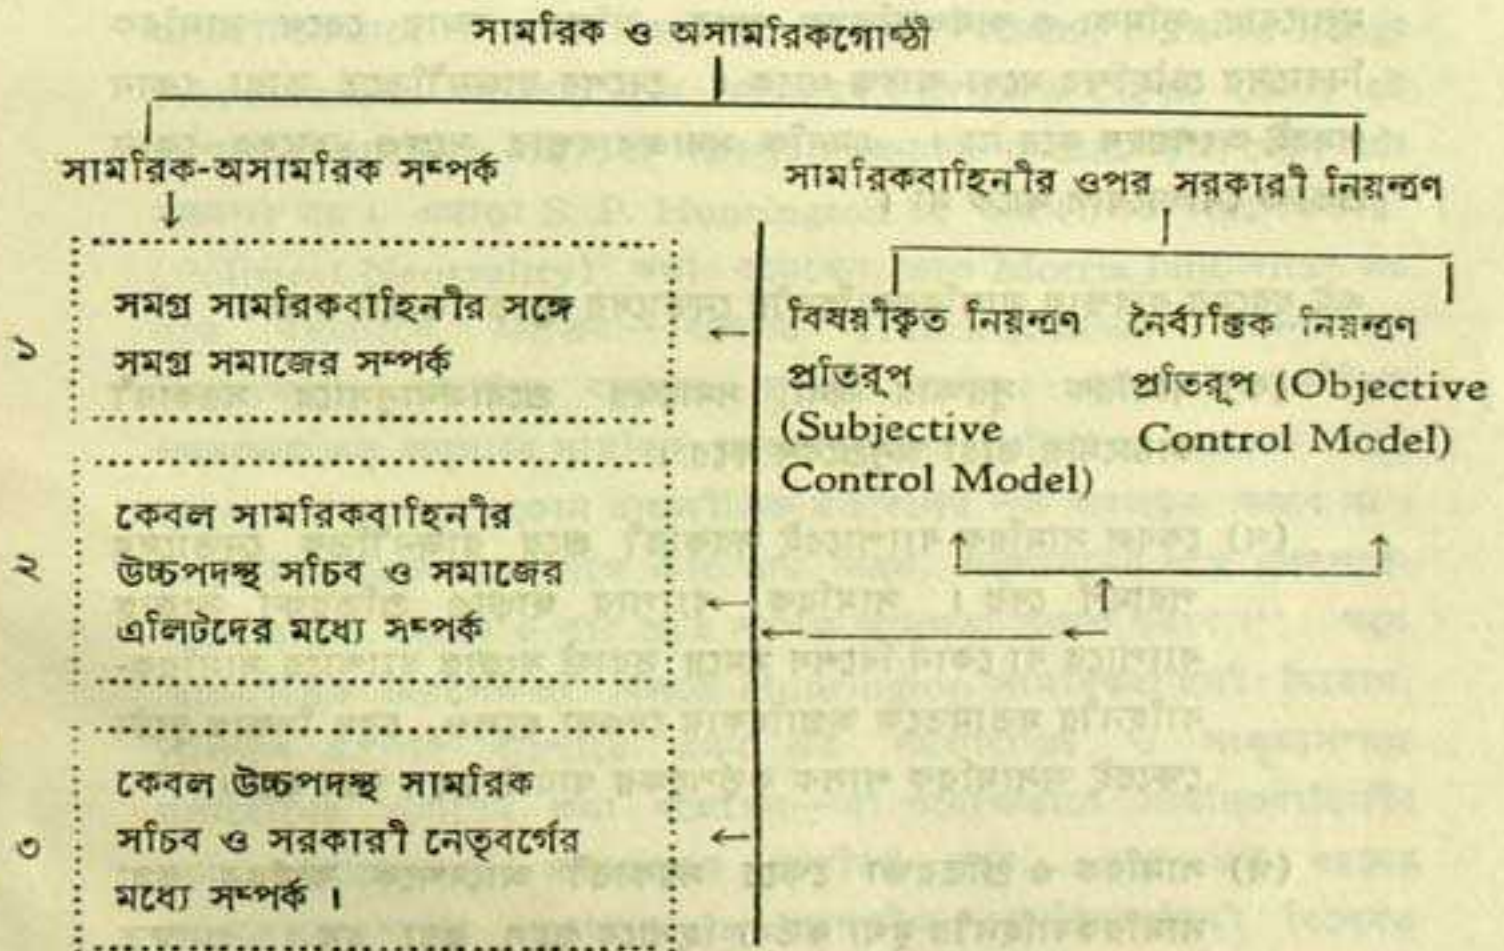 সামরিক ও অসামরিকগোষ্ঠী
সামরিক-অসামরিক সম্পর্ক
সামরিকবাহিনীর ওপর সরকারী নিয়ন্ত্রণ
১
সমগ্র সামরিকবাহিনীর সঙ্গে
সমগ্র সমাজের সম্পর্ক
২
কেবল সামরিকবাহিনীর
উচ্চপদস্থ সচিব ও সমাজের
এলিটদের মধ্যে সম্পর্ক
৩
কেবল উচ্চপদস্থ সামরিক
সচিব ও সরকারী নেতৃবর্গের
মধ্যে সম্পর্ক ।
বিষয়ীকৃত নিয়ন্ত্রণ
প্রতিরূপ
(Subjective
Control Model)
নৈর্ব্যক্তিক নিয়ন্ত্রণ
প্রতিরূপ (Objective
Control Model)